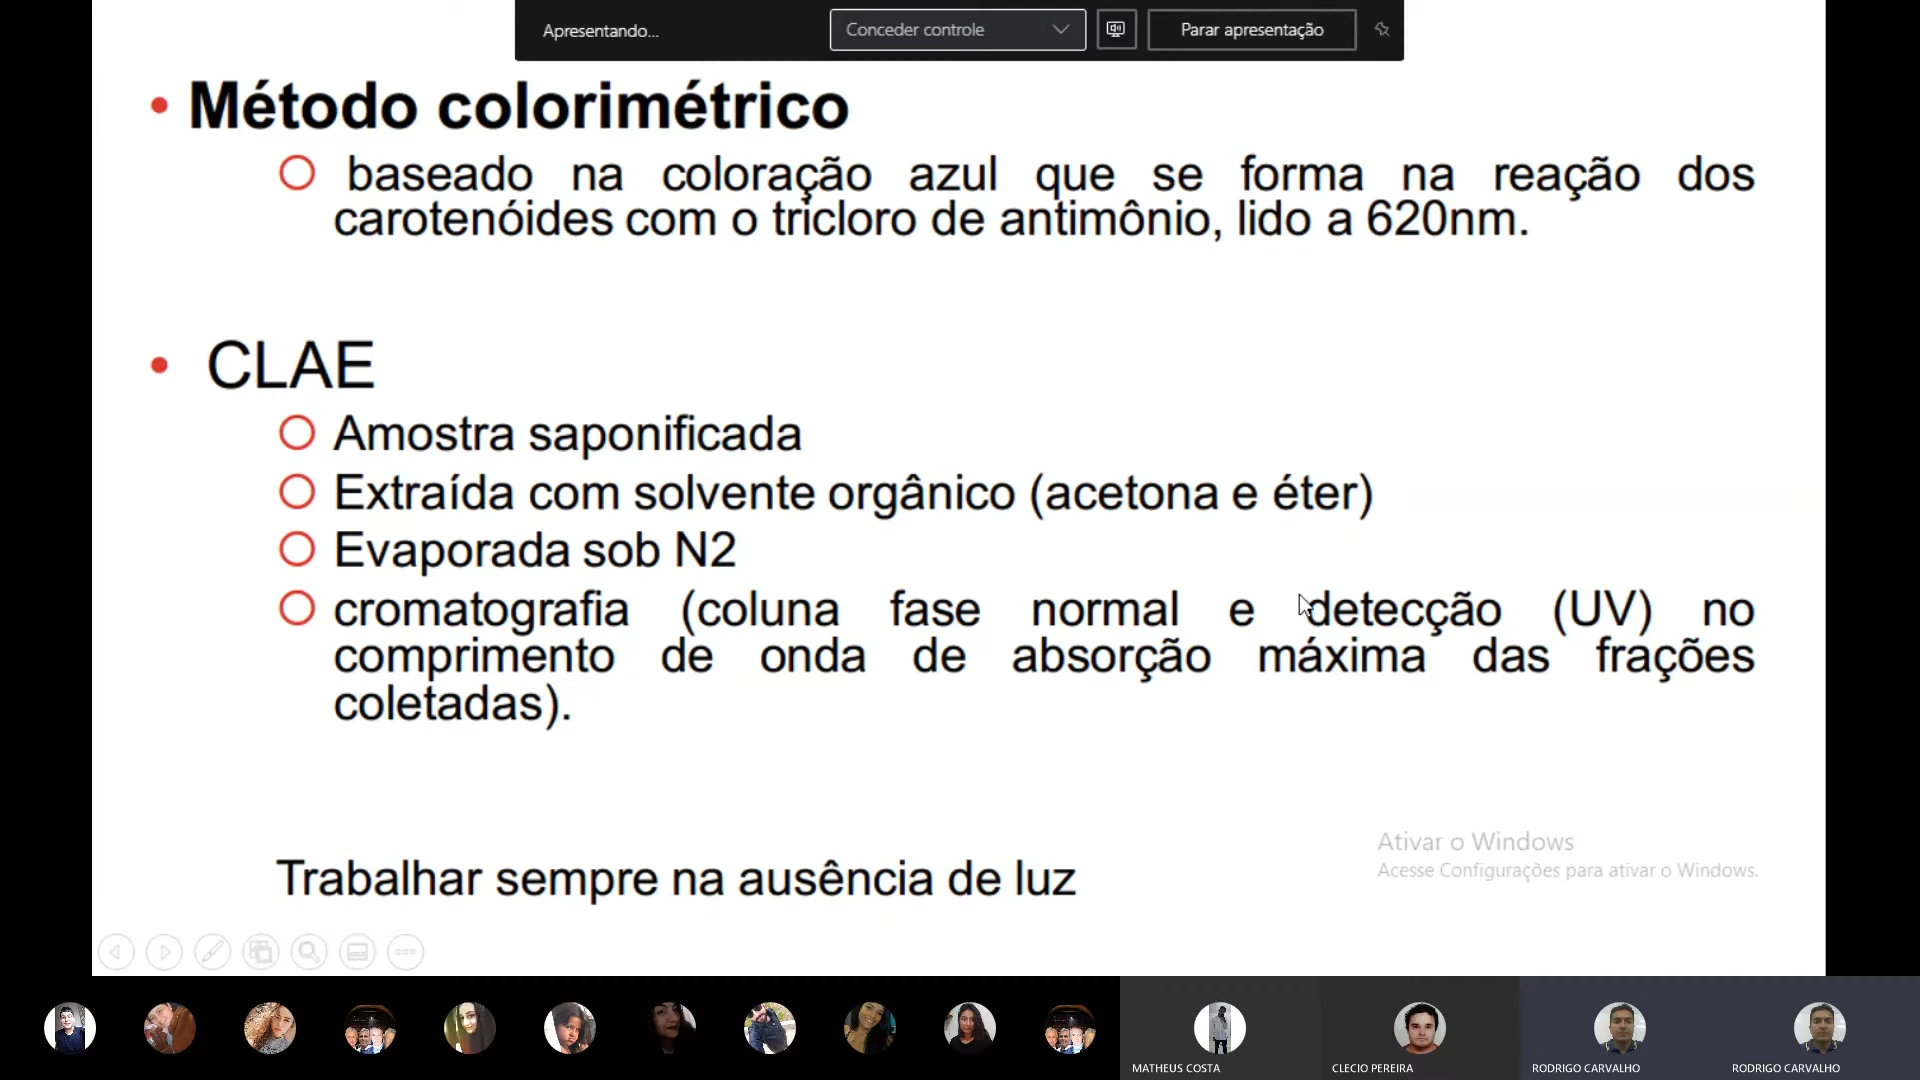 Apresentando...
Conceder controle
Parar apresentação
• Método colorimétrico
baseado na coloração azul que se forma na reação dos
carotenóides com o tricloro de antimônio, lido a 620nm.
• CLAE
Amostra saponificada
Extraída com solvente orgânico (acetona e éter)
Evaporada sob N2
cromatografia (coluna fase normal e detecção (UV) no
comprimento de onda de absorção máxima das frações
coletadas).
Ativar o Windows
Acesse Configurações para ativar o Windows.
Trabalhar sempre na ausência de luz
MATHEUS COSTA
CLECIO PEREIRA
RODRIGO CARVALHO
RODRIGO CARVALHO